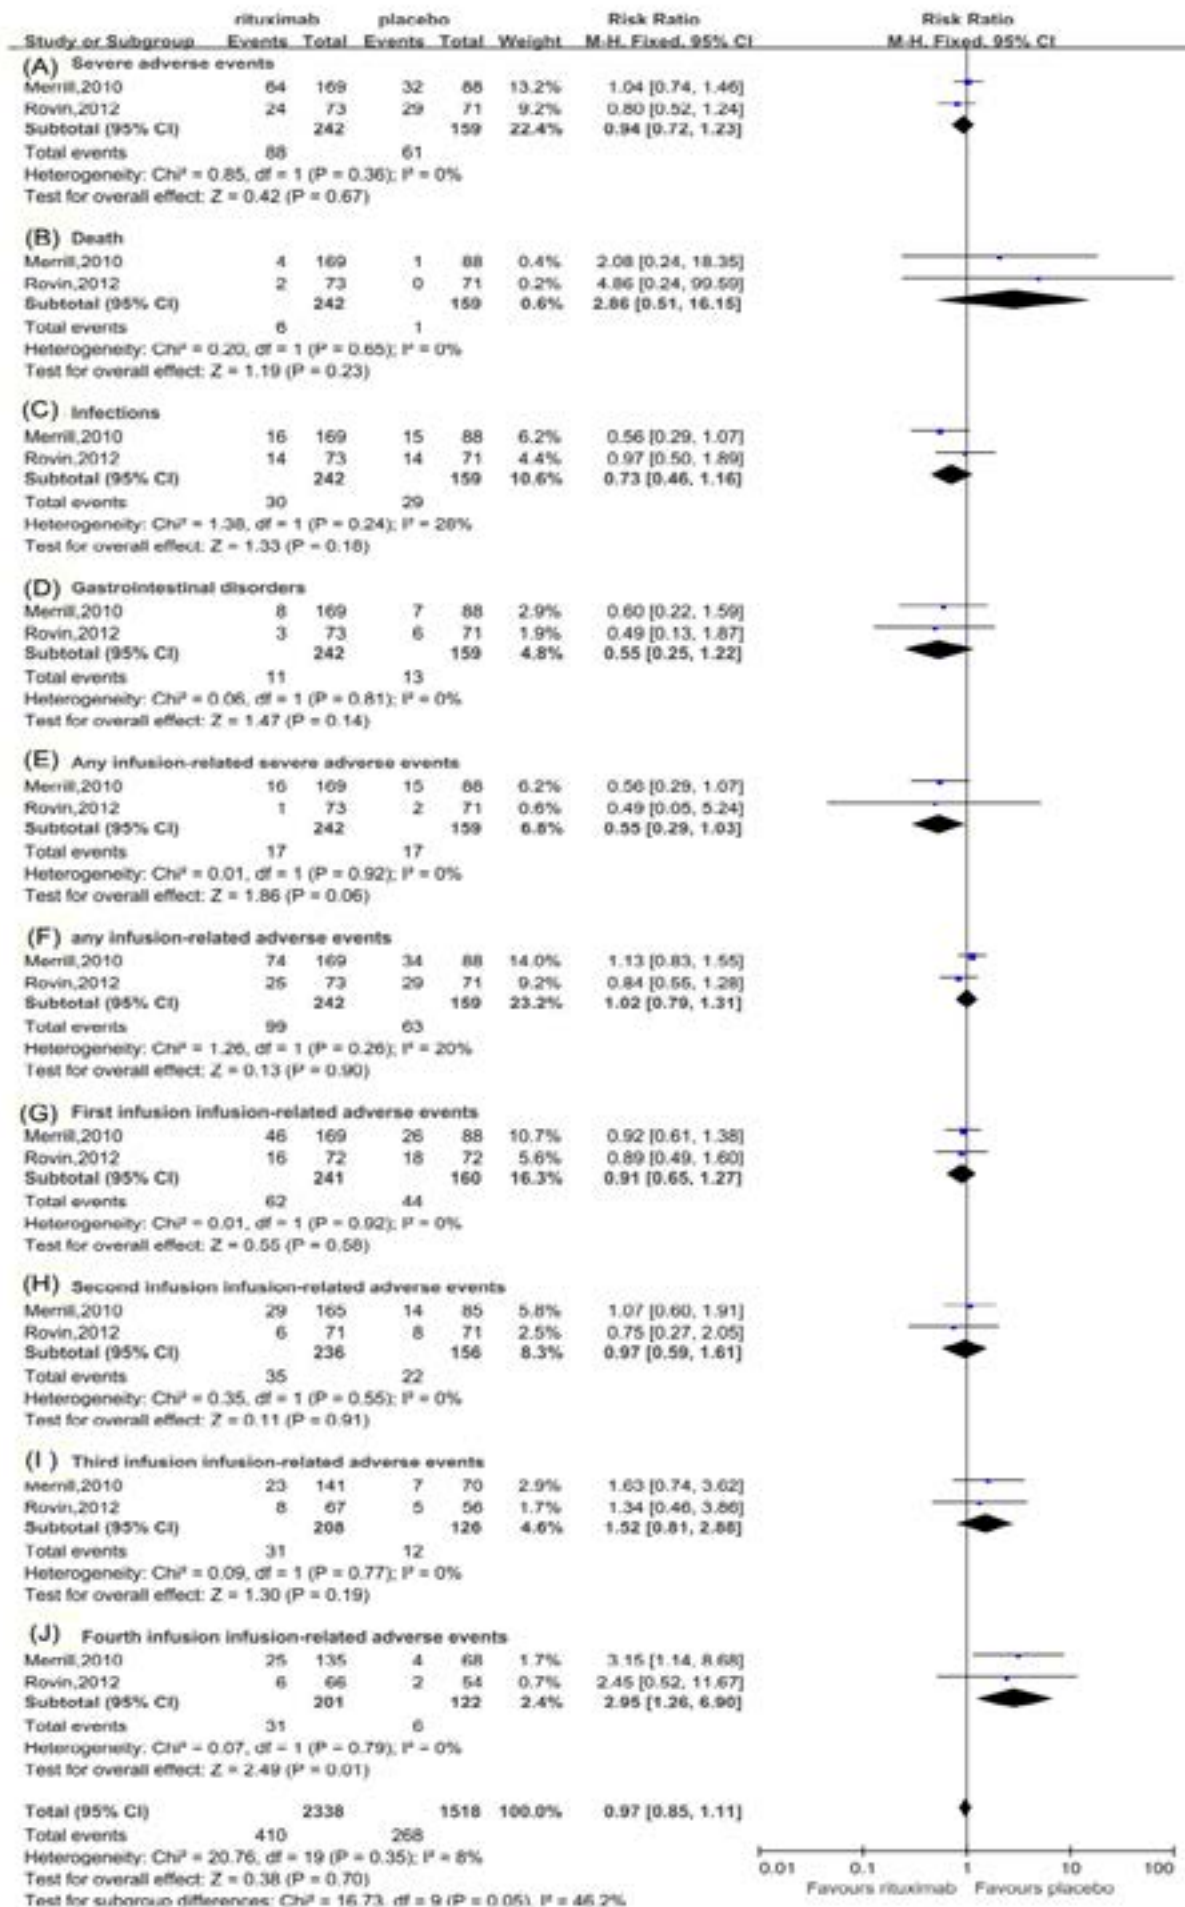 rituximab placebo Risk Ratio Risk Ratio
Study or Subgroup Events Total Events Total Weight M-H. Fixed. 95% CI M-H. Fixed. 95% CI
(A) Severe adverse events
Merrill,2010 64 169 32 88 13.2% 1.04 [0.74, 1.46]
Rovin,2012 24 73 29 71 9.2% 0.80 [0.52, 1.24]
Subtotal (95% CI) 242 159 22.4% 0.94 [0.72, 1.23]
Total events 88 61
Heterogeneity: Chi² = 0.85, df = 1 (P = 0.36); I² = 0%
Test for overall effect: Z = 0.42 (P = 0.67)
(B) Death
Merrill,2010 4 169 1 88 0.4% 2.08 [0.24, 18.35]
Rovin,2012 2 73 0 71 0.2% 4.86 [0.24, 99.59]
Subtotal (95% CI) 242 159 0.6% 2.86 [0.51, 16.15]
Total events 6 1
Heterogeneity: Chi² = 0.20, df = 1 (P = 0.65); I² = 0%
Test for overall effect: Z = 1.19 (P = 0.23)
(C) Infections
Merrill,2010 16 169 15 88 6.2% 0.56 [0.29, 1.07]
Rovin,2012 14 73 14 71 4.4% 0.97 [0.50, 1.89]
Subtotal (95% CI) 242 159 10.6% 0.73 [0.46, 1.16]
Total events 30 29
Heterogeneity: Chi² = 1.38, df = 1 (P = 0.24); I² = 28%
Test for overall effect: Z = 1.33 (P = 0.18)
(D) Gastrointestinal disorders
Merrill,2010 8 169 7 88 2.9% 0.60 [0.22, 1.59]
Rovin,2012 3 73 6 71 1.9% 0.49 [0.13, 1.87]
Subtotal (95% CI) 242 159 4.8% 0.55 [0.25, 1.22]
Total events 11 13
Heterogeneity: Chi² = 0.06, df = 1 (P = 0.81); I² = 0%
Test for overall effect: Z = 1.47 (P = 0.14)
(E) Any infusion-related severe adverse events
Merrill,2010 16 169 15 88 6.2% 0.56 [0.29, 1.07]
Rovin,2012 1 73 2 71 0.6% 0.49 [0.05, 5.24]
Subtotal (95% CI) 242 159 6.8% 0.55 [0.29, 1.03]
Total events 17 17
Heterogeneity: Chi² = 0.01, df = 1 (P = 0.92); I² = 0%
Test for overall effect: Z = 1.86 (P = 0.06)
(F) any infusion-related adverse events
Merrill,2010 74 169 34 88 14.0% 1.13 [0.83, 1.55]
Rovin,2012 25 73 29 71 9.2% 0.84 [0.55, 1.28]
Subtotal (95% CI) 242 159 23.2% 1.02 [0.79, 1.31]
Total events 99 63
Heterogeneity: Chi² = 1.26, df = 1 (P = 0.26); I² = 20%
Test for overall effect: Z = 0.13 (P = 0.90)
(G) First infusion infusion-related adverse events
Merrill,2010 46 169 26 88 10.7% 0.92 [0.61, 1.38]
Rovin,2012 16 72 18 72 5.6% 0.89 [0.49, 1.60]
Subtotal (95% CI) 241 160 16.3% 0.91 [0.65, 1.27]
Total events 62 44
Heterogeneity: Chi² = 0.01, df = 1 (P = 0.92); I² = 0%
Test for overall effect: Z = 0.55 (P = 0.58)
(H) Second infusion infusion-related adverse events
Merrill,2010 29 165 14 85 5.8% 1.07 [0.60, 1.91]
Rovin,2012 6 71 8 71 2.5% 0.75 [0.27, 2.05]
Subtotal (95% CI) 236 156 8.3% 0.97 [0.59, 1.61]
Total events 35 22
Heterogeneity: Chi² = 0.35, df = 1 (P = 0.55); I² = 0%
Test for overall effect: Z = 0.11 (P = 0.91)
(I ) Third infusion infusion-related adverse events
Merrill,2010 23 141 7 70 2.9% 1.63 [0.74, 3.62]
Rovin,2012 8 67 5 56 1.7% 1.34 [0.46, 3.86]
Subtotal (95% CI) 208 126 4.6% 1.52 [0.81, 2.88]
Total events 31 12
Heterogeneity: Chi² = 0.09, df = 1 (P = 0.77); I² = 0%
Test for overall effect: Z = 1.30 (P = 0.19)
(J) Fourth infusion infusion-related adverse events
Merrill,2010 25 135 4 68 1.7% 3.15 [1.14, 8.68]
Rovin,2012 6 66 2 54 0.7% 2.45 [0.52, 11.67]
Subtotal (95% CI) 201 122 2.4% 2.95 [1.26, 6.90]
Total events 31 6
Heterogeneity: Chi² = 0.07, df = 1 (P = 0.79); I² = 0%
Test for overall effect: Z = 2.49 (P = 0.01)
Total (95% CI) 2338 1518 100.0% 0.97 [0.85, 1.11]
Total events 410 268
Heterogeneity: Chi² = 20.76, df = 19 (P = 0.35); I² = 8%
Test for overall effect: Z = 0.38 (P = 0.70)
Test for subgroup differences: Chi² = 16.73, df = 9 (P = 0.05), I² = 46.2%
0.01 0.1 1 10 100
Favours rituximab Favours placebo